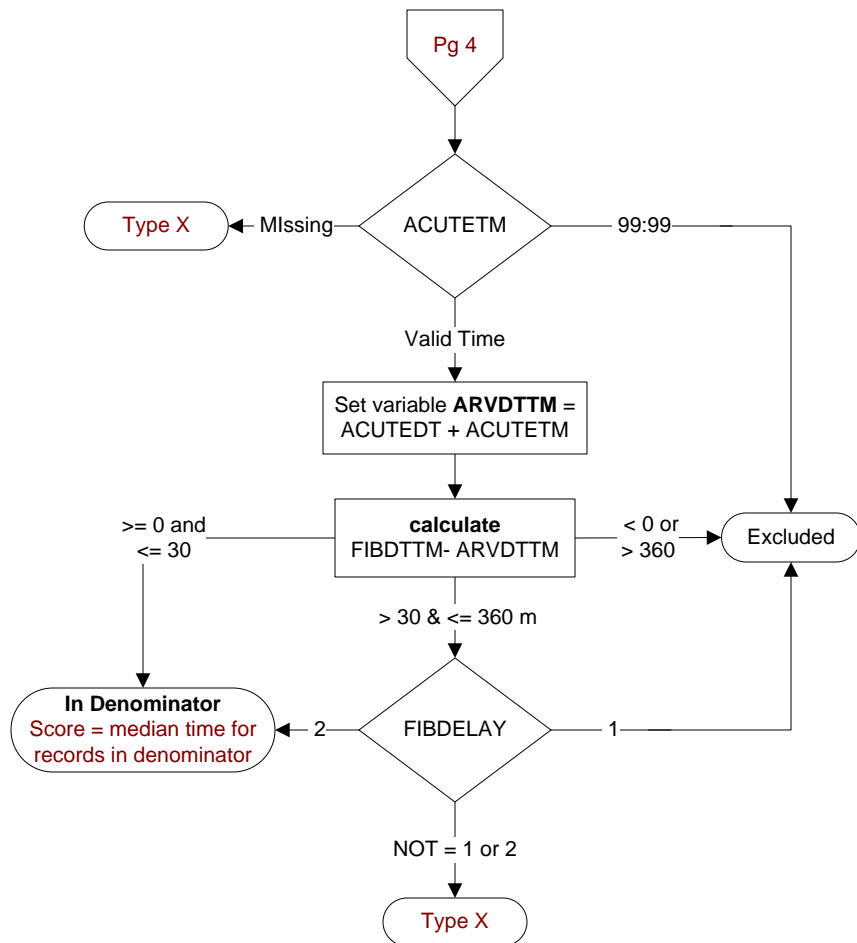 Pg 4
Type X
MIssing
ACUTETM
99:99
Valid Time
Set variable ARVDTTM =
ACUTEDT + ACUTETM
>= 0 and
<= 30
calculate
FIBDTTM- ARVDTTM
< 0 or
> 360
Excluded
> 30 & <= 360 m
In Denominator
Score = median time for
records in denominator
2
FIBDELAY
1
NOT = 1 or 2
Type X